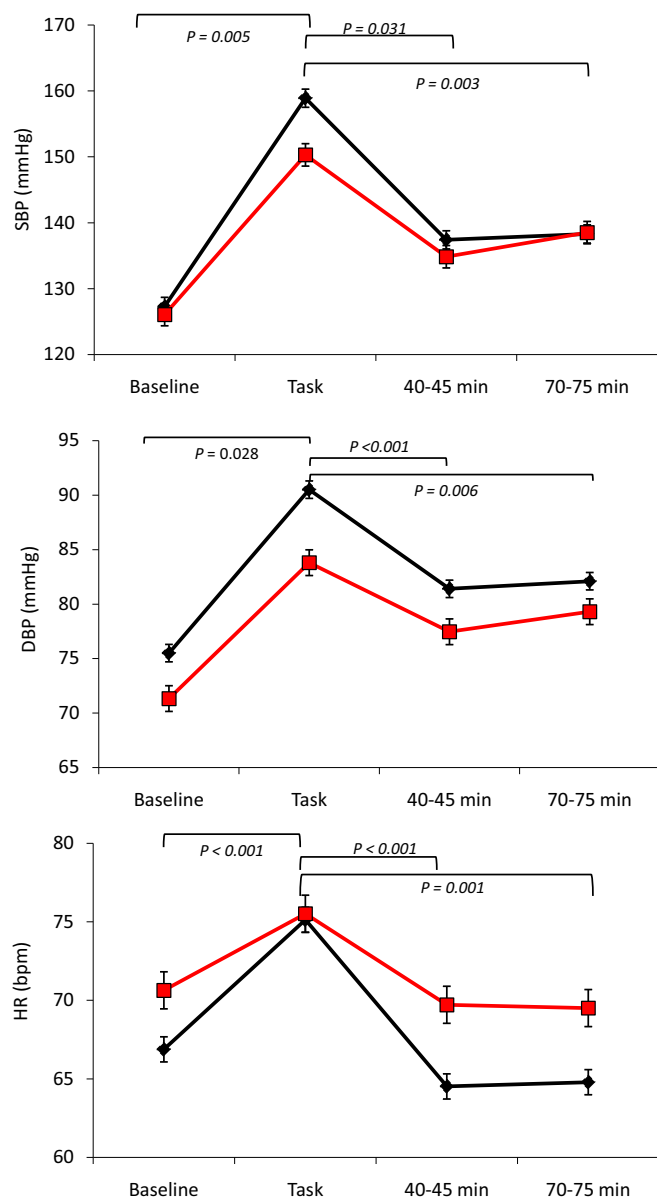 170
P = 0.005
P = 0.031
160
P = 0.003
150
SBP (mmHg)
140
130
120
Baseline Task 40-45 min 70-75 min
95
P = 0.028
P <0.001
90
P = 0.006
85
DBP (mmHg)
80
75
70
65
Baseline Task 40-45 min 70-75 min
80
P < 0.001
P < 0.001
P = 0.001
75
HR (bpm)
70
65
60
Baseline Task 40-45 min 70-75 min